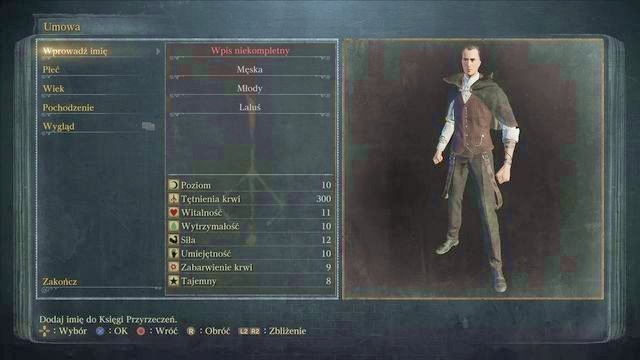 Umowa
Wprowadź imię Wpis niekompletny
Płeć Męska
Wiek Młody
Pochodzenie Laluś
Wygląd
Poziom 10
Tętnienia krwi 300
Witalność 11
Wytrzymałość 10
Siła 12
Umiejętność 10
Zabarwienie krwi 9
Tajemny 8
Zakończ
Dodaj imię do Księgi Przyrzeczeń.
: Wybór : OK : Wróć R : Obróć L2 R2 : Zbliżenie